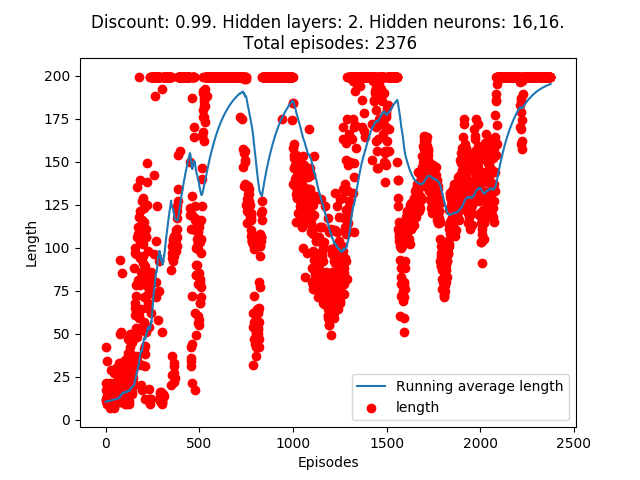 Discount: 0.99. Hidden layers: 2. Hidden neurons: 16,16.
Total episodes: 2376
200
175
150
125
100
75
50
25
0
Length
Running average length
length
0
500
1000
1500
2000
2500
Episodes